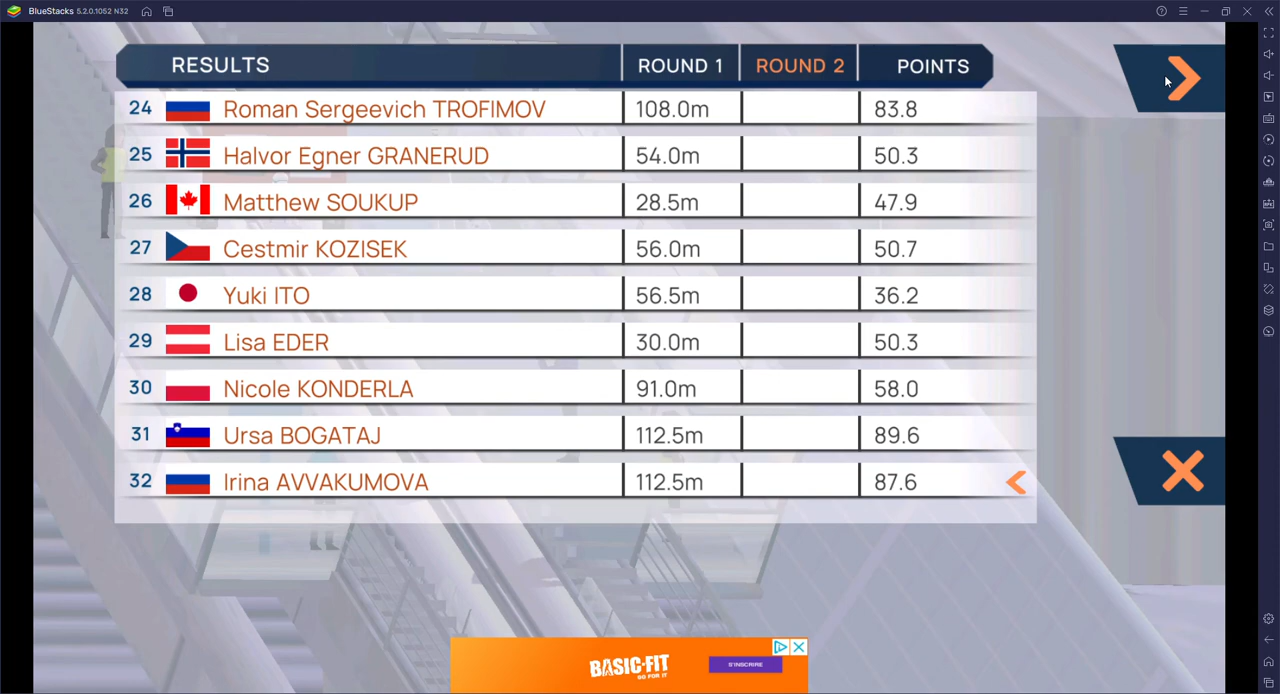 BlueStacks 5.2.0.1052 N32
RESULTS ROUND 1 ROUND 2 POINTS
24 Roman Sergeevich TROFIMOV 108.0m 83.8
25 Halvor Egner GRANERUD 54.0m 50.3
26 Matthew SOUKUP 28.5m 47.9
27 Cestmir KOZISEK 56.0m 50.7
28 Yuki ITO 56.5m 36.2
29 Lisa EDER 30.0m 50.3
30 Nicole KONDERLA 91.0m 58.0
31 Ursa BOGATAJ 112.5m 89.6
32 Irina AVVAKUMOVA 112.5m 87.6
BASIC-FIT
GO FOR IT
S'INSCRIRE